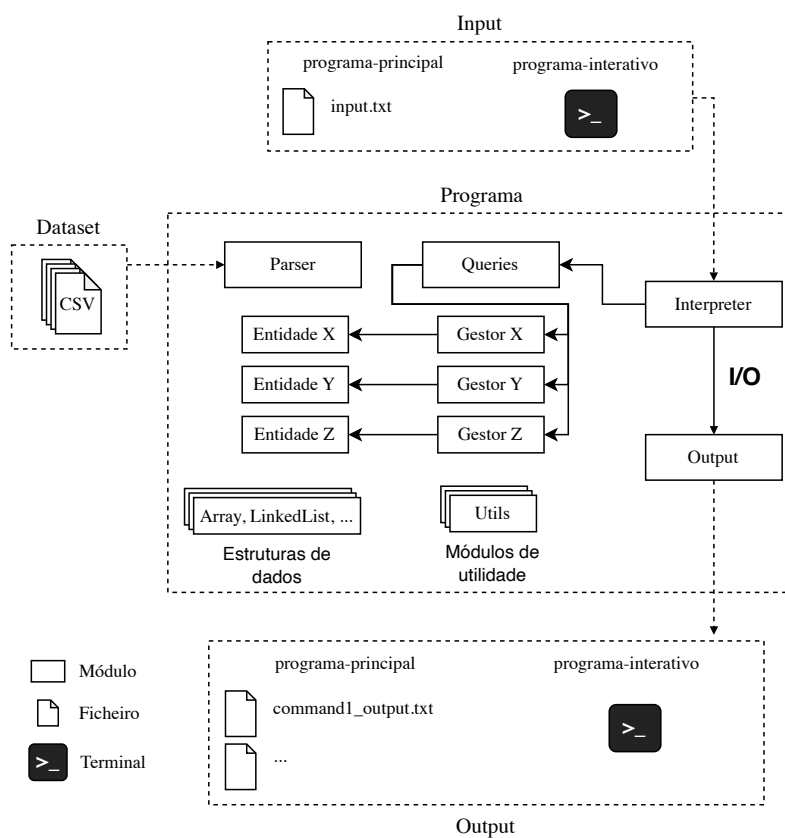 Input
programa-principal
programa-interativo
input.txt
>_
Programa
Dataset
CSV
Parser
Queries
Interpreter
Entidade X
Gestor X
Entidade Y
Gestor Y
I/O
Entidade Z
Gestor Z
Output
Array, LinkedList, ...
Utils
Estruturas de
dados
Módulos de
utilidade
programa-principal
programa-interativo
Módulo
command1_output.txt
Ficheiro
>_
...
>_
Terminal
Output